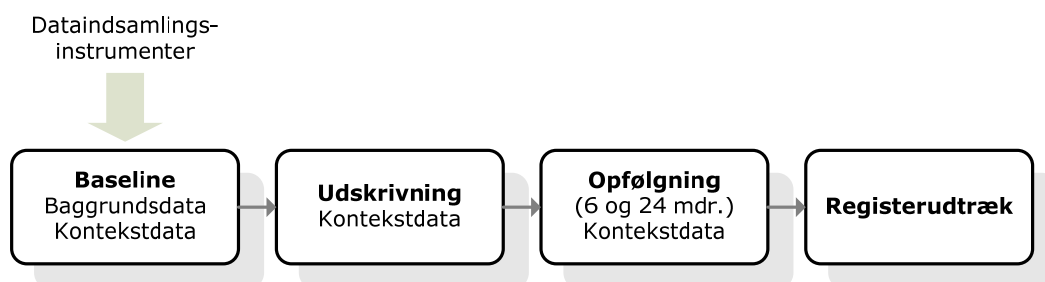 Dataindsamlings-
instrumenter
Baseline
Baggrundsdata
Kontekstdata
Udskrivning
Kontekstdata
Opfølgning
(6 og 24 mdr.)
Kontekstdata
Registerudtræk